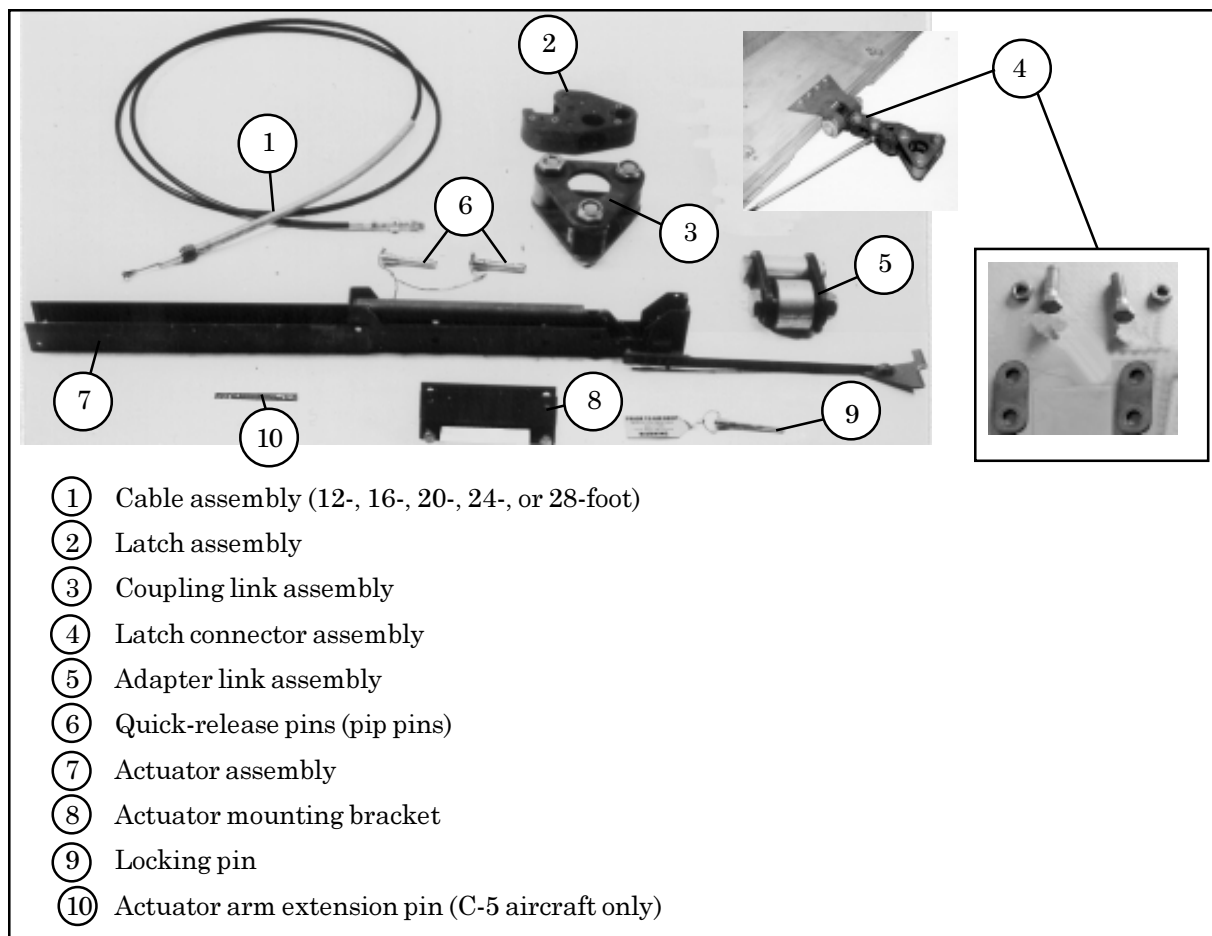 2
4
1
6
3
5
7
8
9
10
1 Cable assembly (12-, 16-, 20-, 24-, or 28-foot)
2 Latch assembly
3 Coupling link assembly
4 Latch connector assembly
5 Adapter link assembly
6 Quick-release pins (pip pins)
7 Actuator assembly
8 Actuator mounting bracket
9 Locking pin
10 Actuator arm extension pin (C-5 aircraft only)